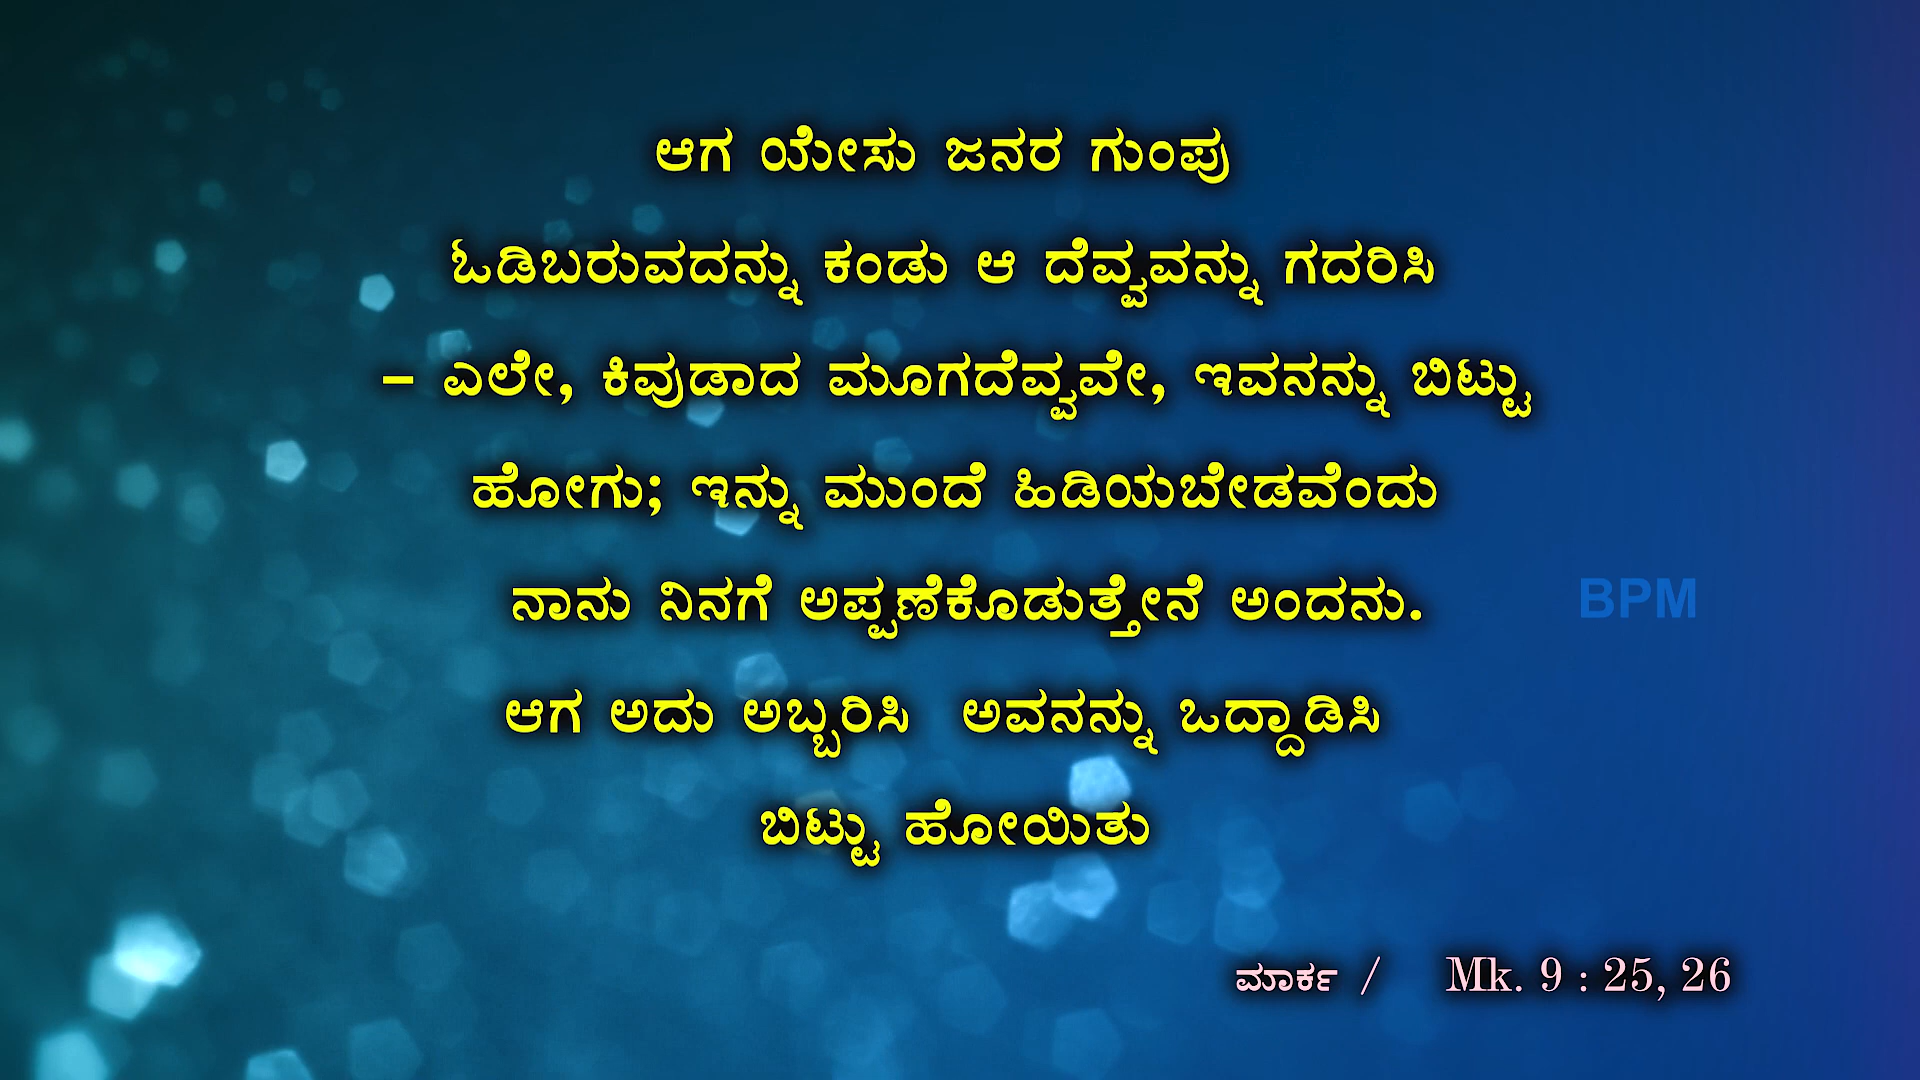 ಆಗ ಯೇಸು ಜನರ ಗುಂಪು
ಓಡಿಬರುವದನ್ನು ಕಂಡು ಆ ದೆವ್ವವನ್ನು ಗದರಿಸಿ
– ಎಲೇ, ಕಿವುಡಾದ ಮೂಗದೆವ್ವವೇ, ಇವನನ್ನು ಬಿಟ್ಟು
ಹೋಗು; ಇನ್ನು ಮುಂದೆ ಹಿಡಿಯಬೇಡವೆಂದು
ನಾನು ನಿನಗೆ ಅಪ್ಪಣೆಕೊಡುತ್ತೇನೆ ಅಂದನು.
BPM
ಆಗ ಅದು ಅಬ್ಬರಿಸಿ ಅವನನ್ನು ಒದ್ದಾಡಿಸಿ
ಬಿಟ್ಟು ಹೋಯಿತು
ಮಾರ್ಕ / Mk. 9 : 25, 26